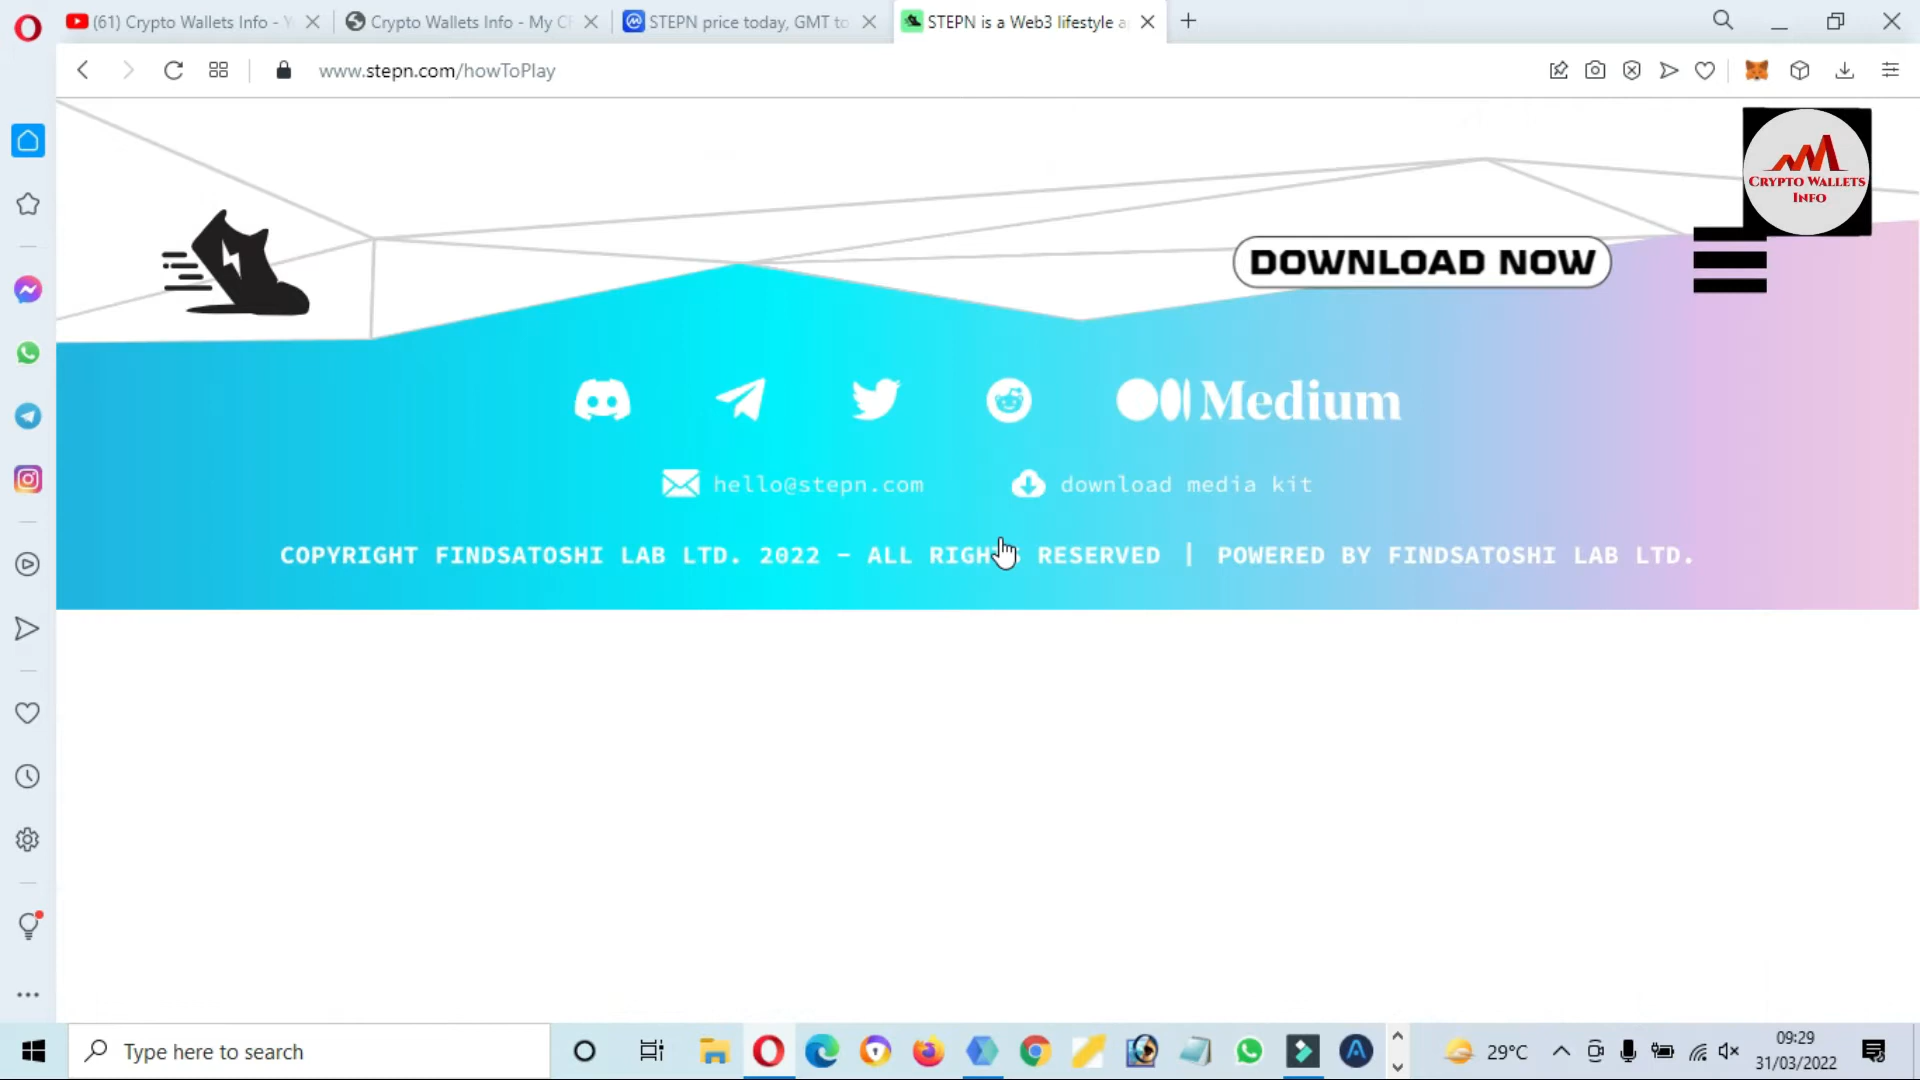 (61) Crypto Wallets Info - Y
Crypto Wallets Info - My C
STEPN price today, GMT to
STEPN is a Web3 lifestyle a
www.stepn.com/howToPlay
CRYPTO WALLETS
INFO
DOWNLOAD NOW
Medium
hello@stepn.com
download media kit
COPYRIGHT FINDSATOSHI LAB LTD. 2022 - ALL RIGHTS RESERVED | POWERED BY FINDSATOSHI LAB LTD.
Type here to search
29°C
09:29
31/03/2022